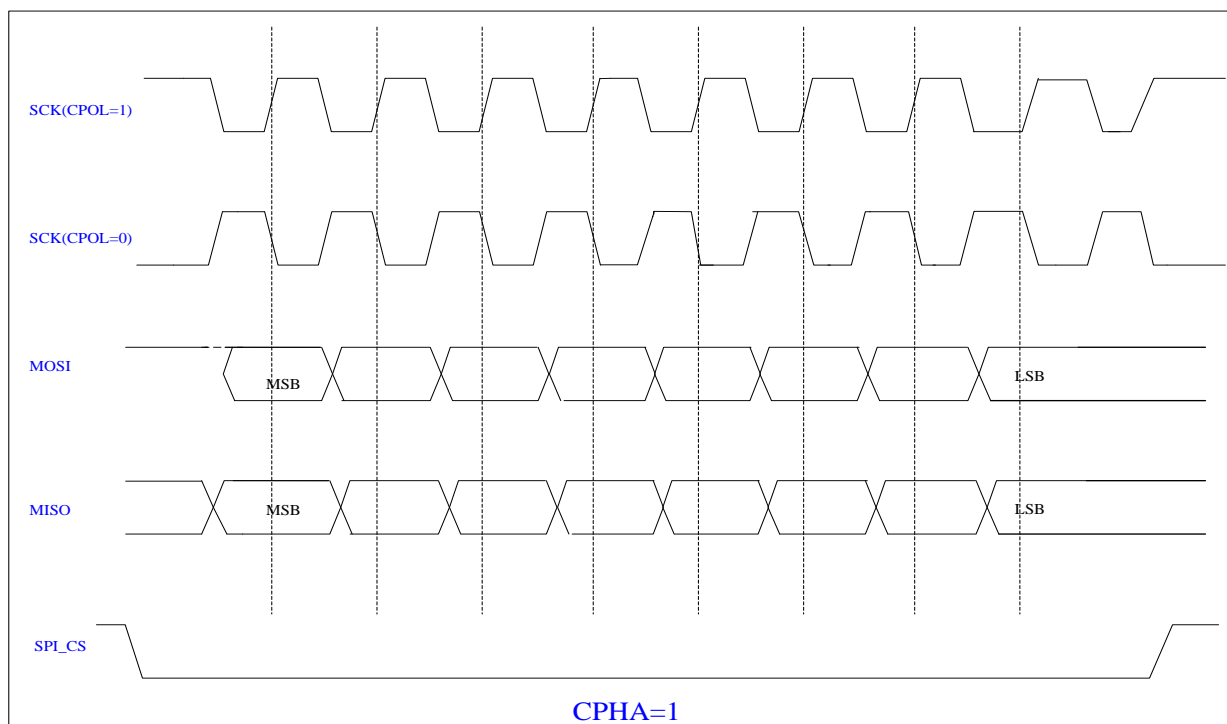 SCK(CPOL=1)
SCK(CPOL=0)
MOSI
MSB
LSB
MISO
MSB
LSB
SPI_CS
CPHA=1